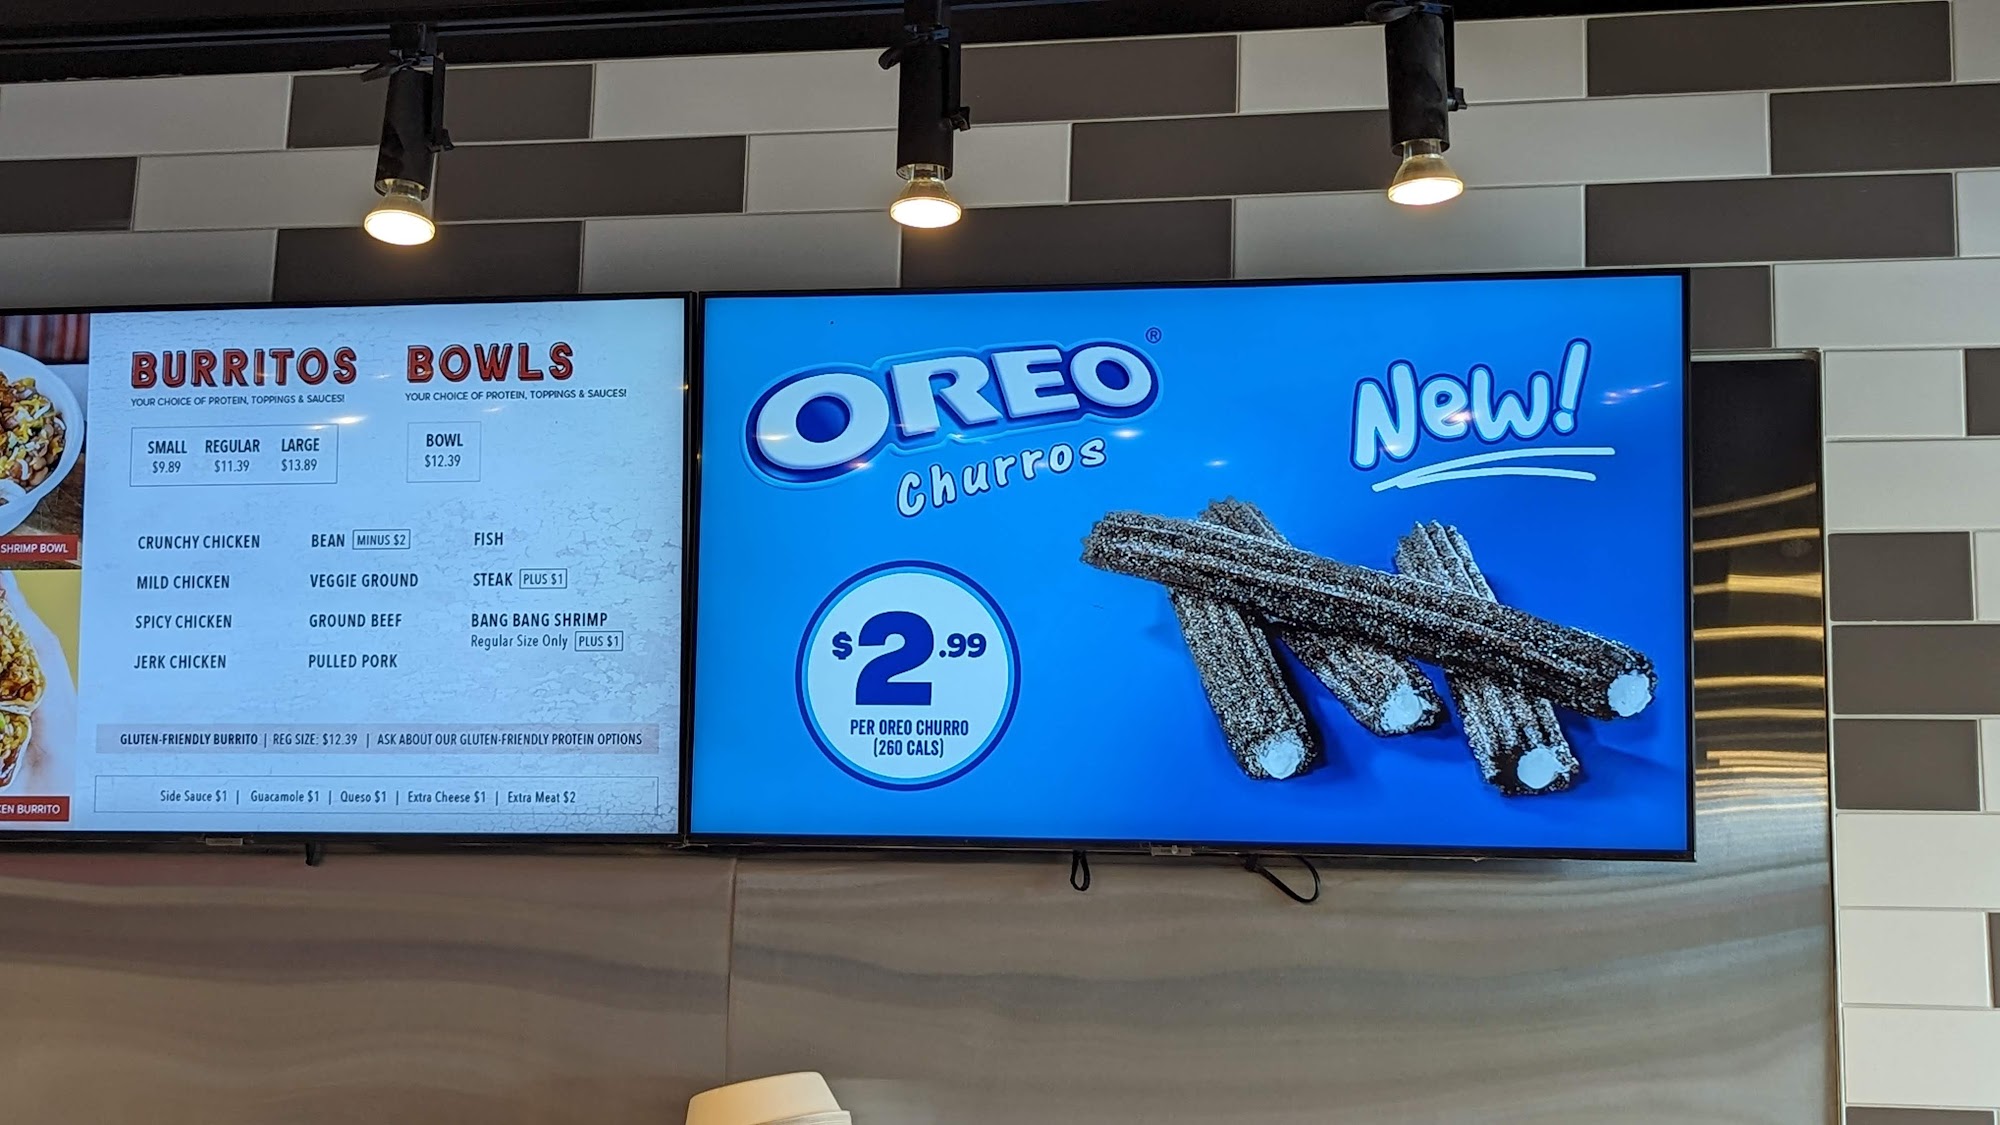 BURRITOS
YOUR CHOICE OF PROTEIN, TOPPINGS & SAUCES!
SMALL REGULAR LARGE
$9.89 $11.39 $13.89
BOWLS
YOUR CHOICE OF PROTEIN, TOPPINGS & SAUCES!
BOWL
$12.39
CRUNCHY CHICKEN
MILD CHICKEN
SPICY CHICKEN
JERK CHICKEN
BEAN MINUS $2
VEGGIE GROUND
GROUND BEEF
PULLED PORK
FISH
STEAK PLUS $1
BANG BANG SHRIMP
Regular Size Only PLUS $1
GLUTEN-FRIENDLY BURRITO | REG SIZE: $12.39 | ASK ABOUT OUR GLUTEN-FRIENDLY PROTEIN OPTIONS
Side Sauce $1 | Guacamole $1 | Queso $1 | Extra Cheese $1 | Extra Meat $2
SHRIMP BOWL
BURRITO
OREO®
Churros
New!
$2.99
PER OREO CHURRO
(260 CALS)